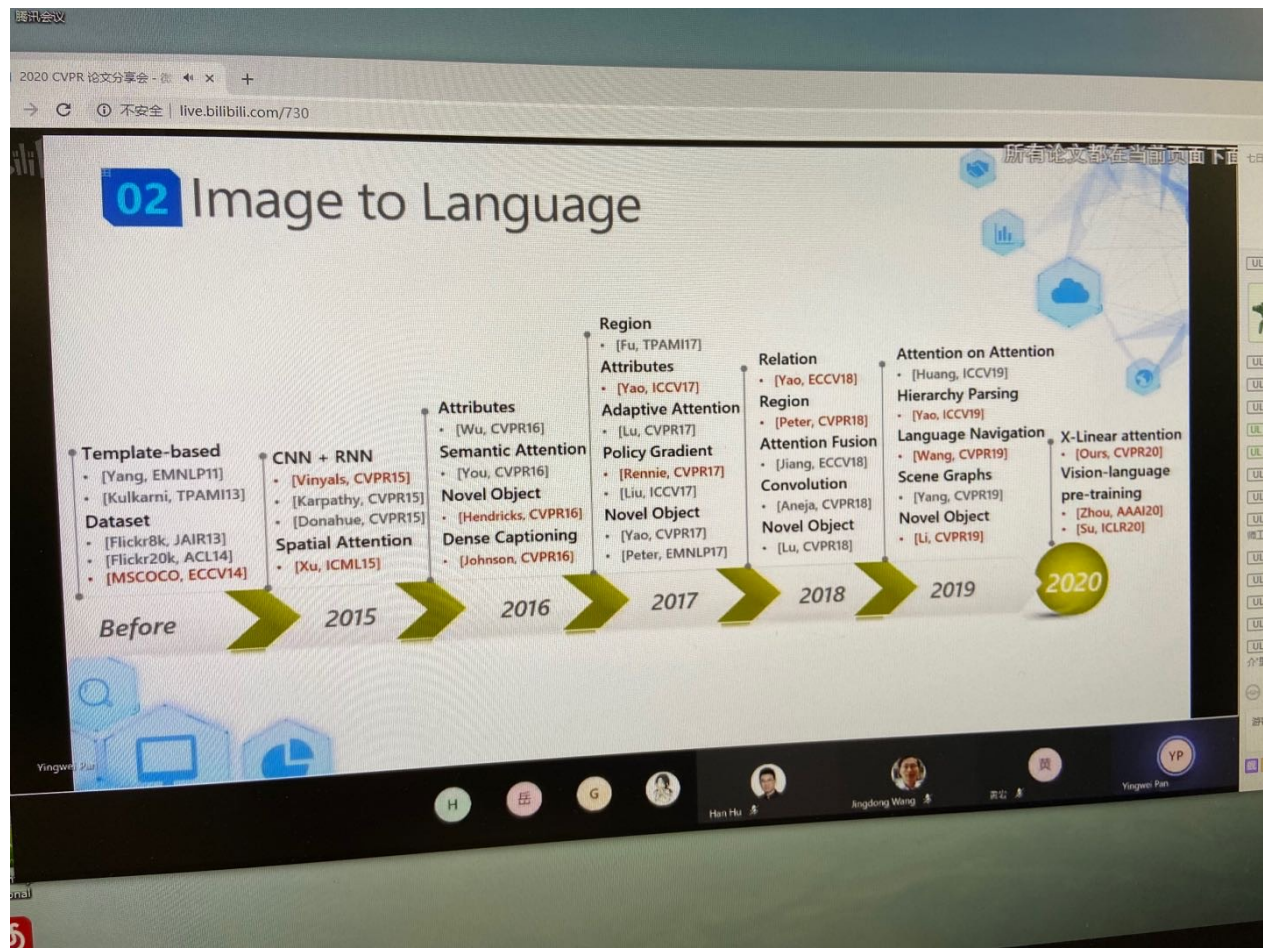 腾讯会议
2020 CVPR 论文分享会 - 微
不安全 | live.bilibili.com/730
所有论文都在当前页面下面
02 Image to Language
Template-based
• [Yang, EMNLP11]
• [Kulkarni, TPAMI13]
Dataset
• [Flickr8k, JAIR13]
• [Flickr20k, ACL14]
• [MSCOCO, ECCV14]
Before
CNN + RNN
• [Vinyals, CVPR15]
• [Karpathy, CVPR15]
• [Donahue, CVPR15]
Spatial Attention
• [Xu, ICML15]
2015
Attributes
• [Wu, CVPR16]
Semantic Attention
• [You, CVPR16]
Novel Object
• [Hendricks, CVPR16]
Dense Captioning
• [Johnson, CVPR16]
2016
Region
• [Fu, TPAMI17]
Attributes
• [Yao, ICCV17]
Adaptive Attention
• [Lu, CVPR17]
Policy Gradient
• [Rennie, CVPR17]
• [Liu, ICCV17]
Novel Object
• [Yao, CVPR17]
• [Peter, EMNLP17]
2017
Relation
• [Yao, ECCV18]
Region
• [Peter, CVPR18]
Attention Fusion
• [Jiang, ECCV18]
Convolution
• [Aneja, CVPR18]
Novel Object
• [Lu, CVPR18]
2018
Attention on Attention
• [Huang, ICCV19]
Hierarchy Parsing
• [Yao, ICCV19]
Language Navigation
• [Wang, CVPR19]
Scene Graphs
• [Yang, CVPR19]
Novel Object
• [Li, CVPR19]
2019
X-Linear attention
• [Ours, CVPR20]
Vision-language
pre-training
• [Zhou, AAAI20]
• [Su, ICLR20]
2020
Yingwei Pan
H
岳
G
Han Hu
Jingdong Wang
黄
YP
Yingwei Pan